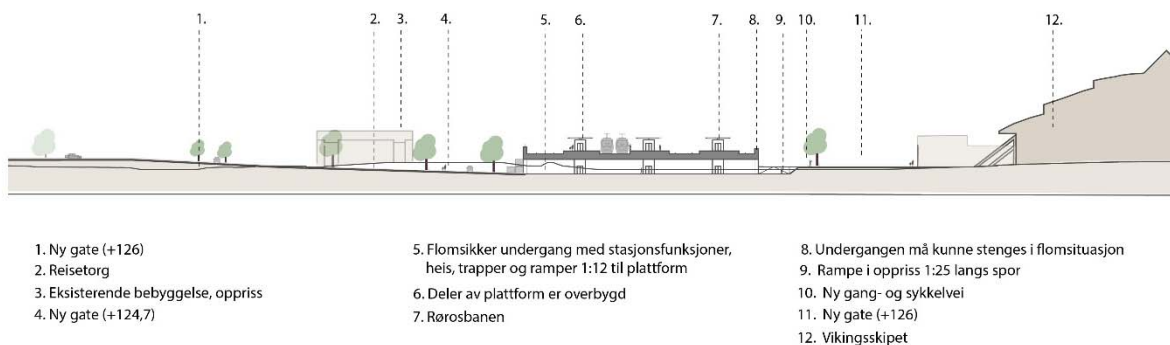 1.
2.
3.
4.
5.
6.
7.
8.
9.
10.
11.
12.
1. Ny gate (+126)
2. Reisetorg
3. Eksisterende bebyggelse, oppriss
4. Ny gate (+124,7)
5. Flomsikker undergang med stasjonsfunksjoner,
heis, trapper og ramper 1:12 til plattform
6. Deler av plattform er overbygd
7. Rørosbanen
8. Undergangen må kunne stenges i flomsituasjon
9. Rampe i oppriss 1:25 langs spor
10. Ny gang- og sykkelvei
11. Ny gate (+126)
12. Vikingsskipet